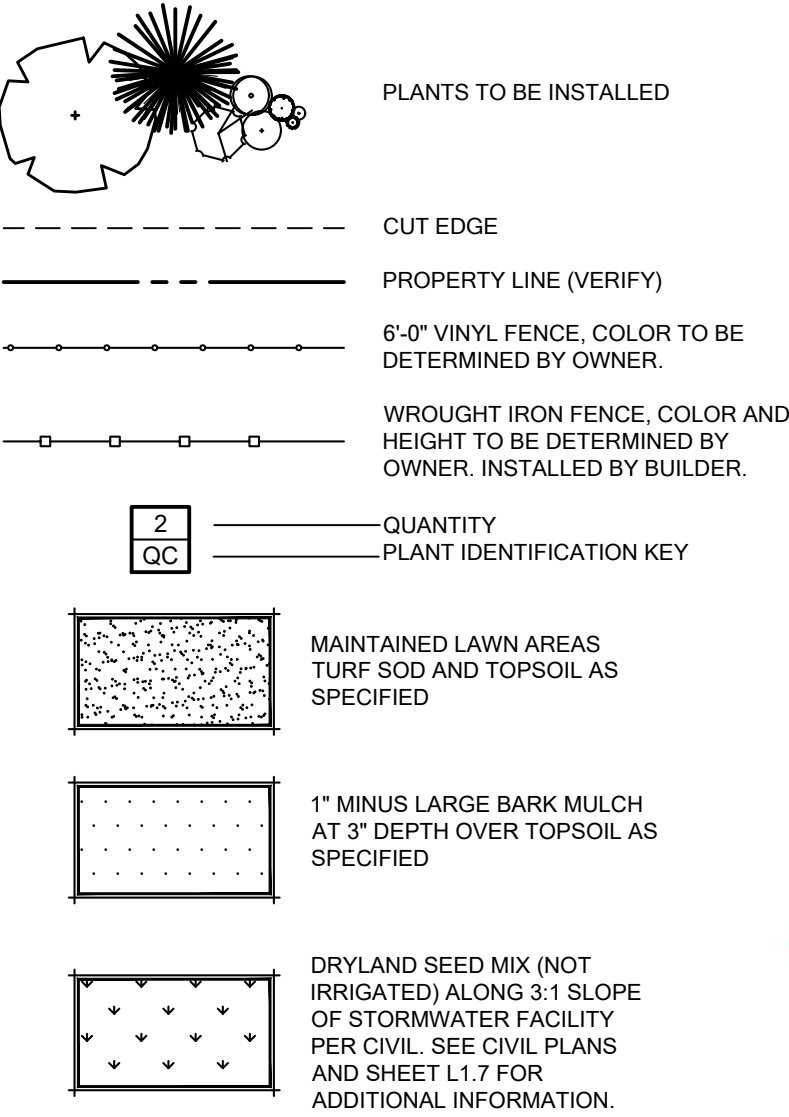 PLANTS TO BE INSTALLED
CUT EDGE
PROPERTY LINE (VERIFY)
6'-0" VINYL FENCE, COLOR TO BE
DETERMINED BY OWNER.
WROUGHT IRON FENCE, COLOR AND
HEIGHT TO BE DETERMINED BY
OWNER. INSTALLED BY BUILDER.
2
QUANTITY
QC
PLANT IDENTIFICATION KEY
MAINTAINED LAWN AREAS
TURF SOD AND TOPSOIL AS
SPECIFIED
1" MINUS LARGE BARK MULCH
AT 3" DEPTH OVER TOPSOIL AS
SPECIFIED
DRYLAND SEED MIX (NOT
IRRIGATED) ALONG 3:1 SLOPE
OF STORMWATER FACILITY
PER CIVIL. SEE CIVIL PLANS
AND SHEET L1.7 FOR
ADDITIONAL INFORMATION.